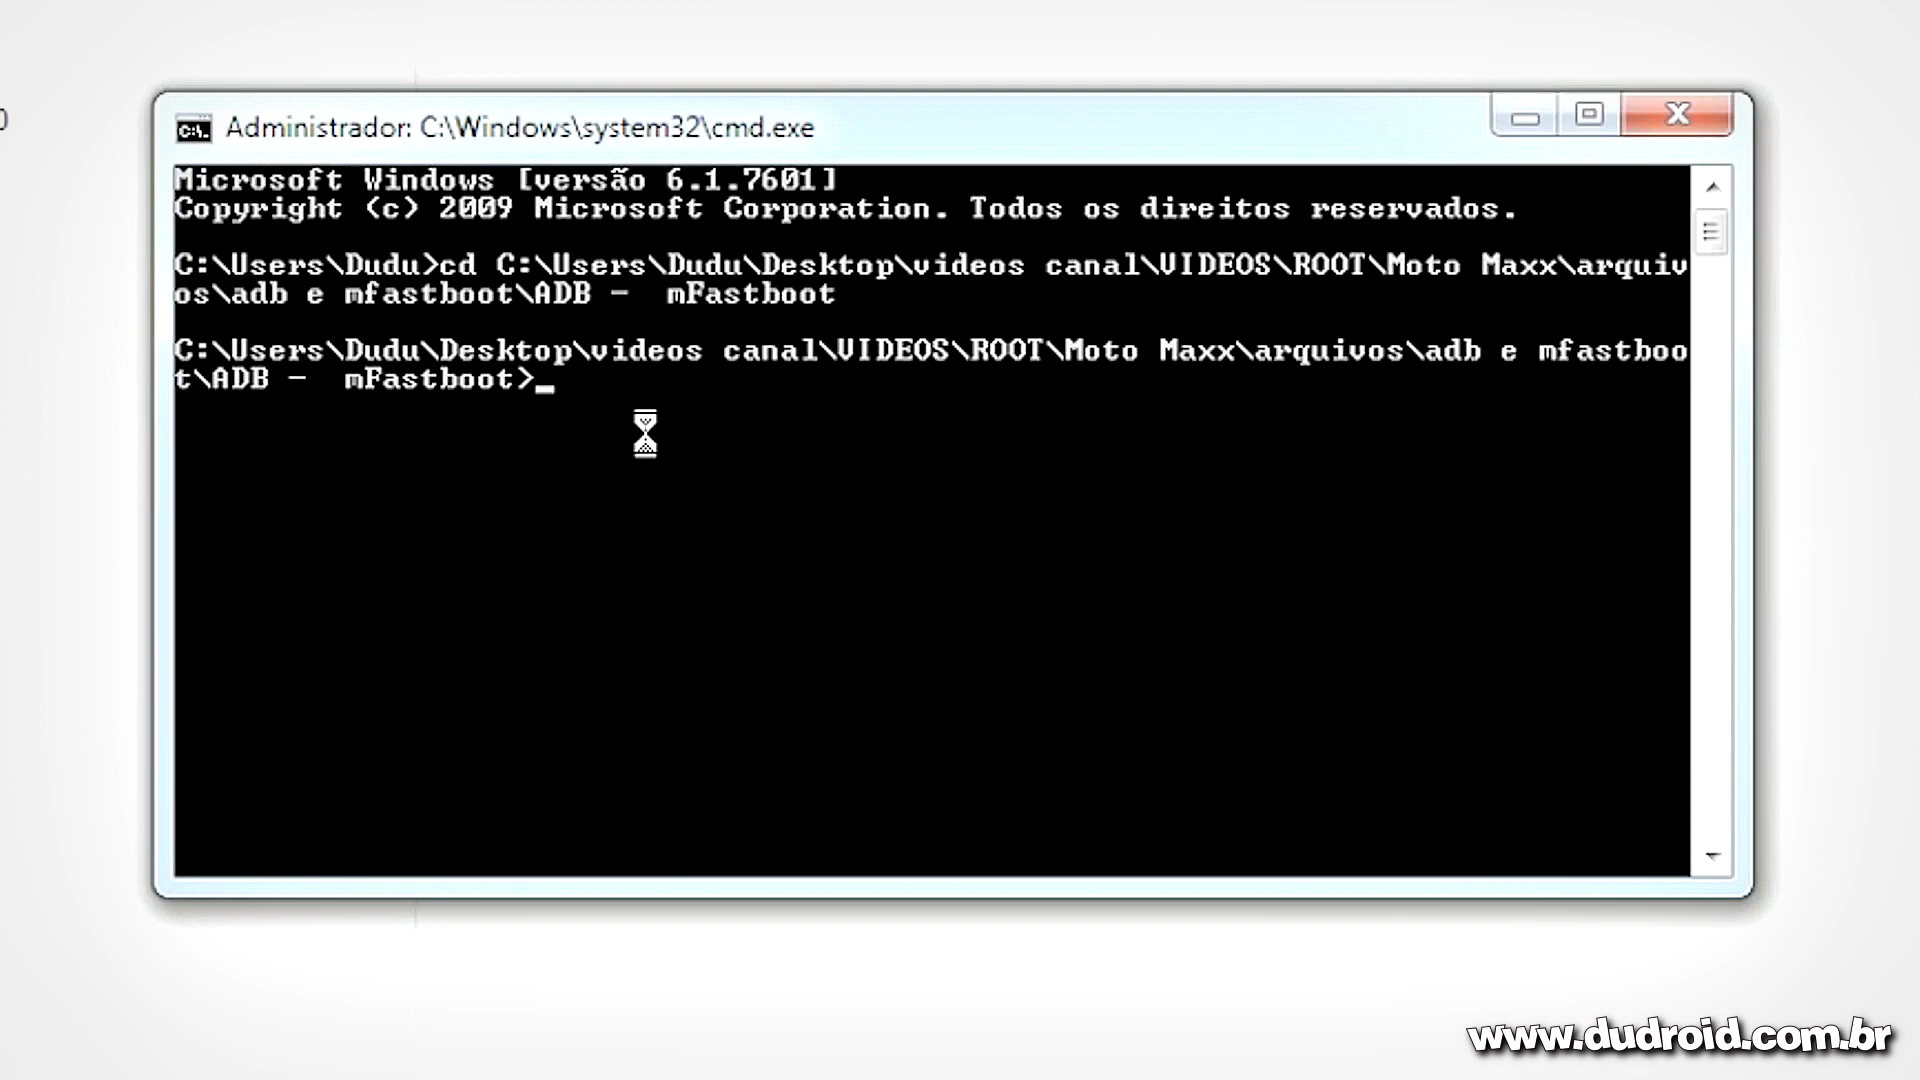 Administrador: C:\Windows\system32\cmd.exe
Microsoft Windows [versão 6.1.7601]
Copyright (c) 2009 Microsoft Corporation. Todos os direitos reservados.
C:\Users\Dudu>cd C:\Users\Dudu\Desktop\videos canal\VIDEOS\ROOT\Moto Maxx\arquiv
os\adb e mfastboot\ADB -  mFastboot
C:\Users\Dudu\Desktop\videos canal\VIDEOS\ROOT\Moto Maxx\arquivos\adb e mfastboo
t\ADB -  mFastboot>_
www.dudroid.com.br